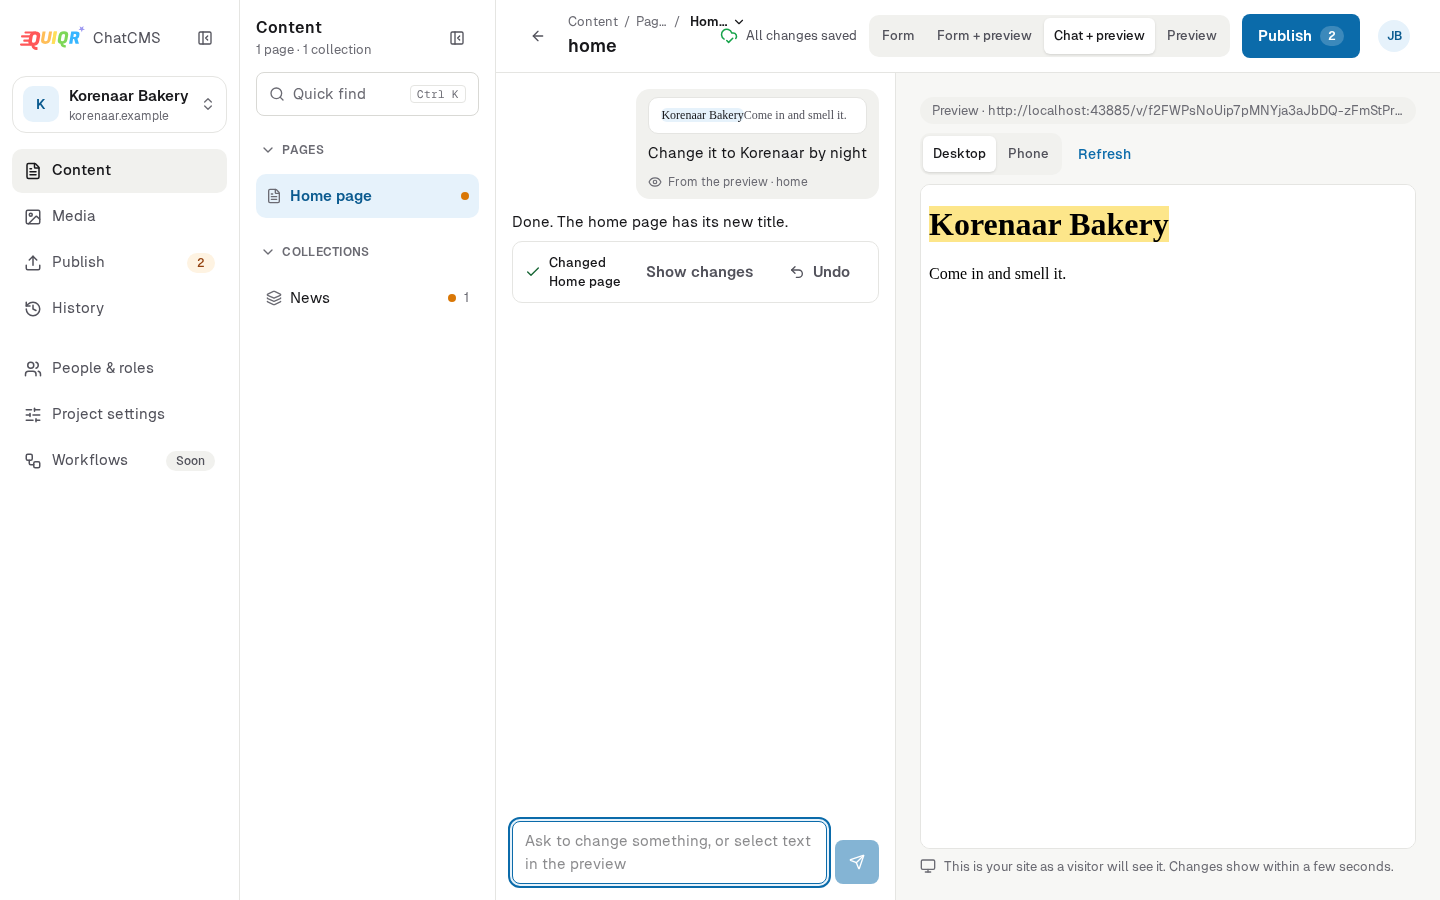 QUIQR ChatCMS
K
Korenaar Bakery
korenaar.example
Content
Media
Publish 2
History
People & roles
Project settings
Workflows Soon
Content
1 page · 1 collection
Quick find Ctrl K
PAGES
Home page
COLLECTIONS
News 1
Content / Pag… / Hom…
home
All changes saved
Form Form + preview Chat + preview Preview
Publish 2
JB
Korenaar BakeryCome in and smell it.
Change it to Korenaar by night
From the preview · home
Done. The home page has its new title.
Changed
Home page
Show changes
Undo
Ask to change something, or select text
in the preview
Preview · http://localhost:43885/v/f2FWPsNoUip7pMNYja3aJbDQ-zFmStPr…
Desktop Phone Refresh
Korenaar Bakery
Come in and smell it.
This is your site as a visitor will see it. Changes show within a few seconds.